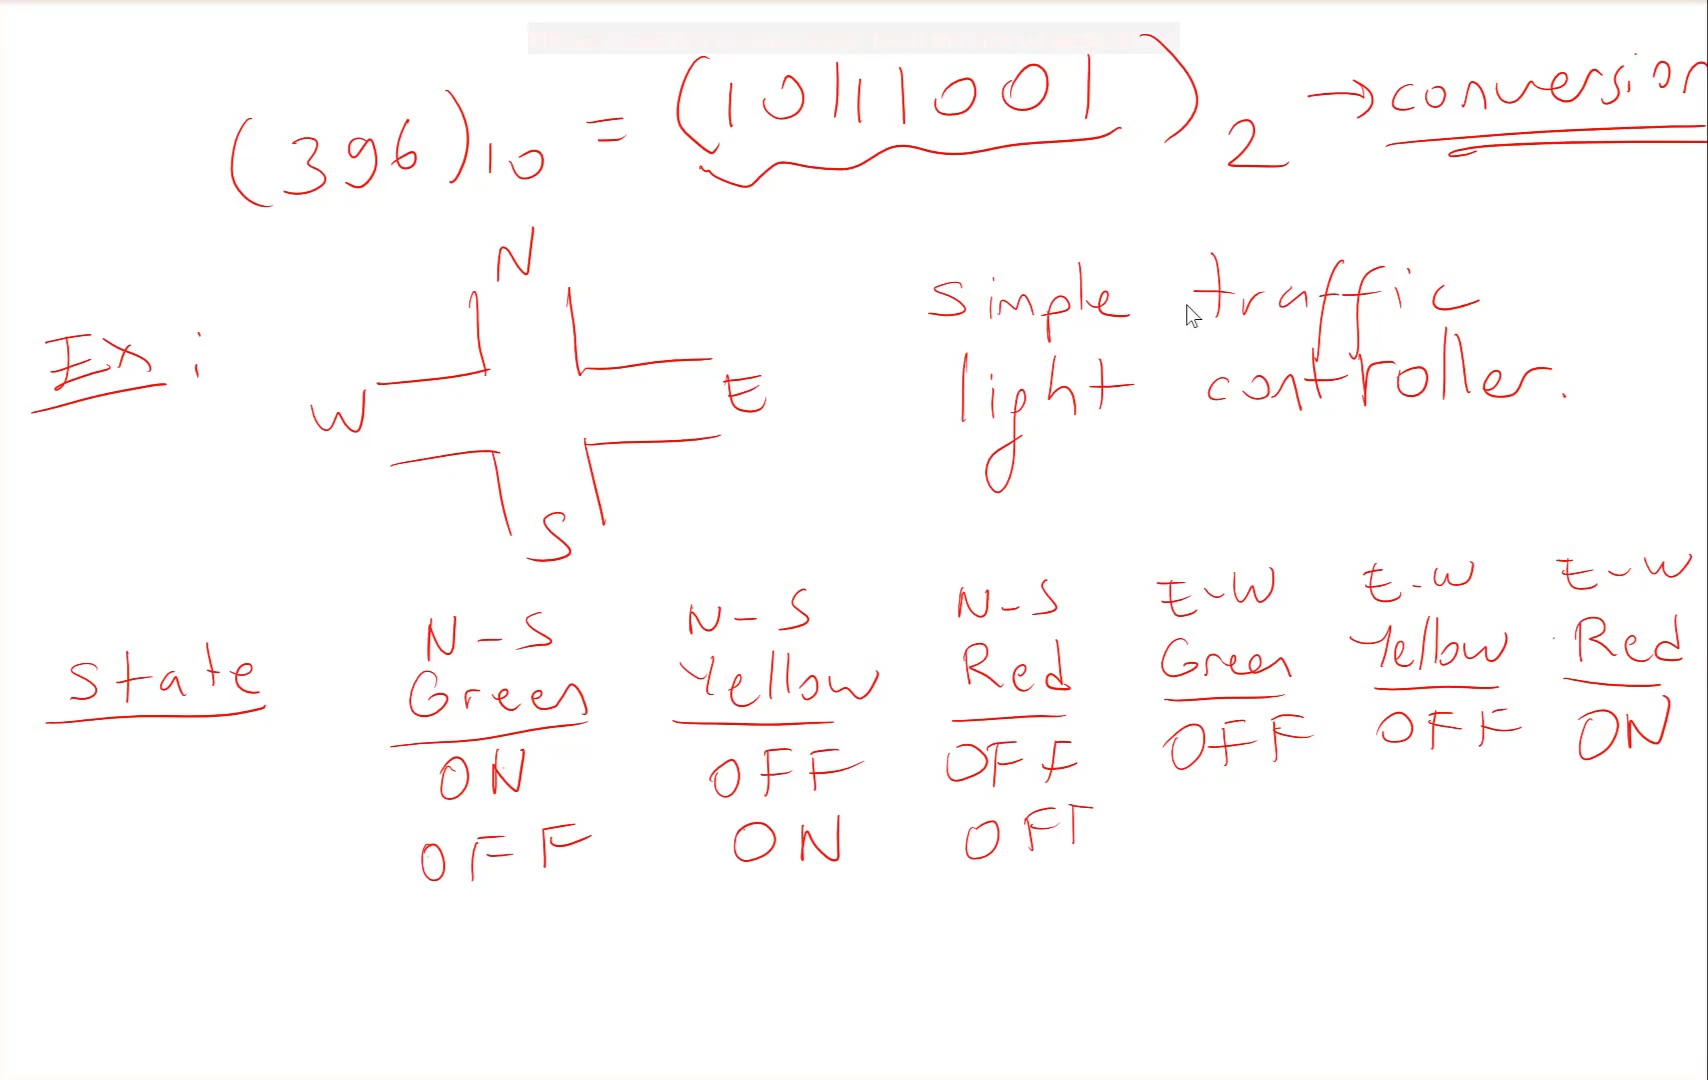 (396)10 = (10111001)2 → conversion
N
Ex : simple traffic
W E light controller.
S
N-S N-S N-S E-W E-W E-W
State Green Yellow Red Green Yellow Red
ON OFF OFF OFF OFF ON
OFF ON OFF